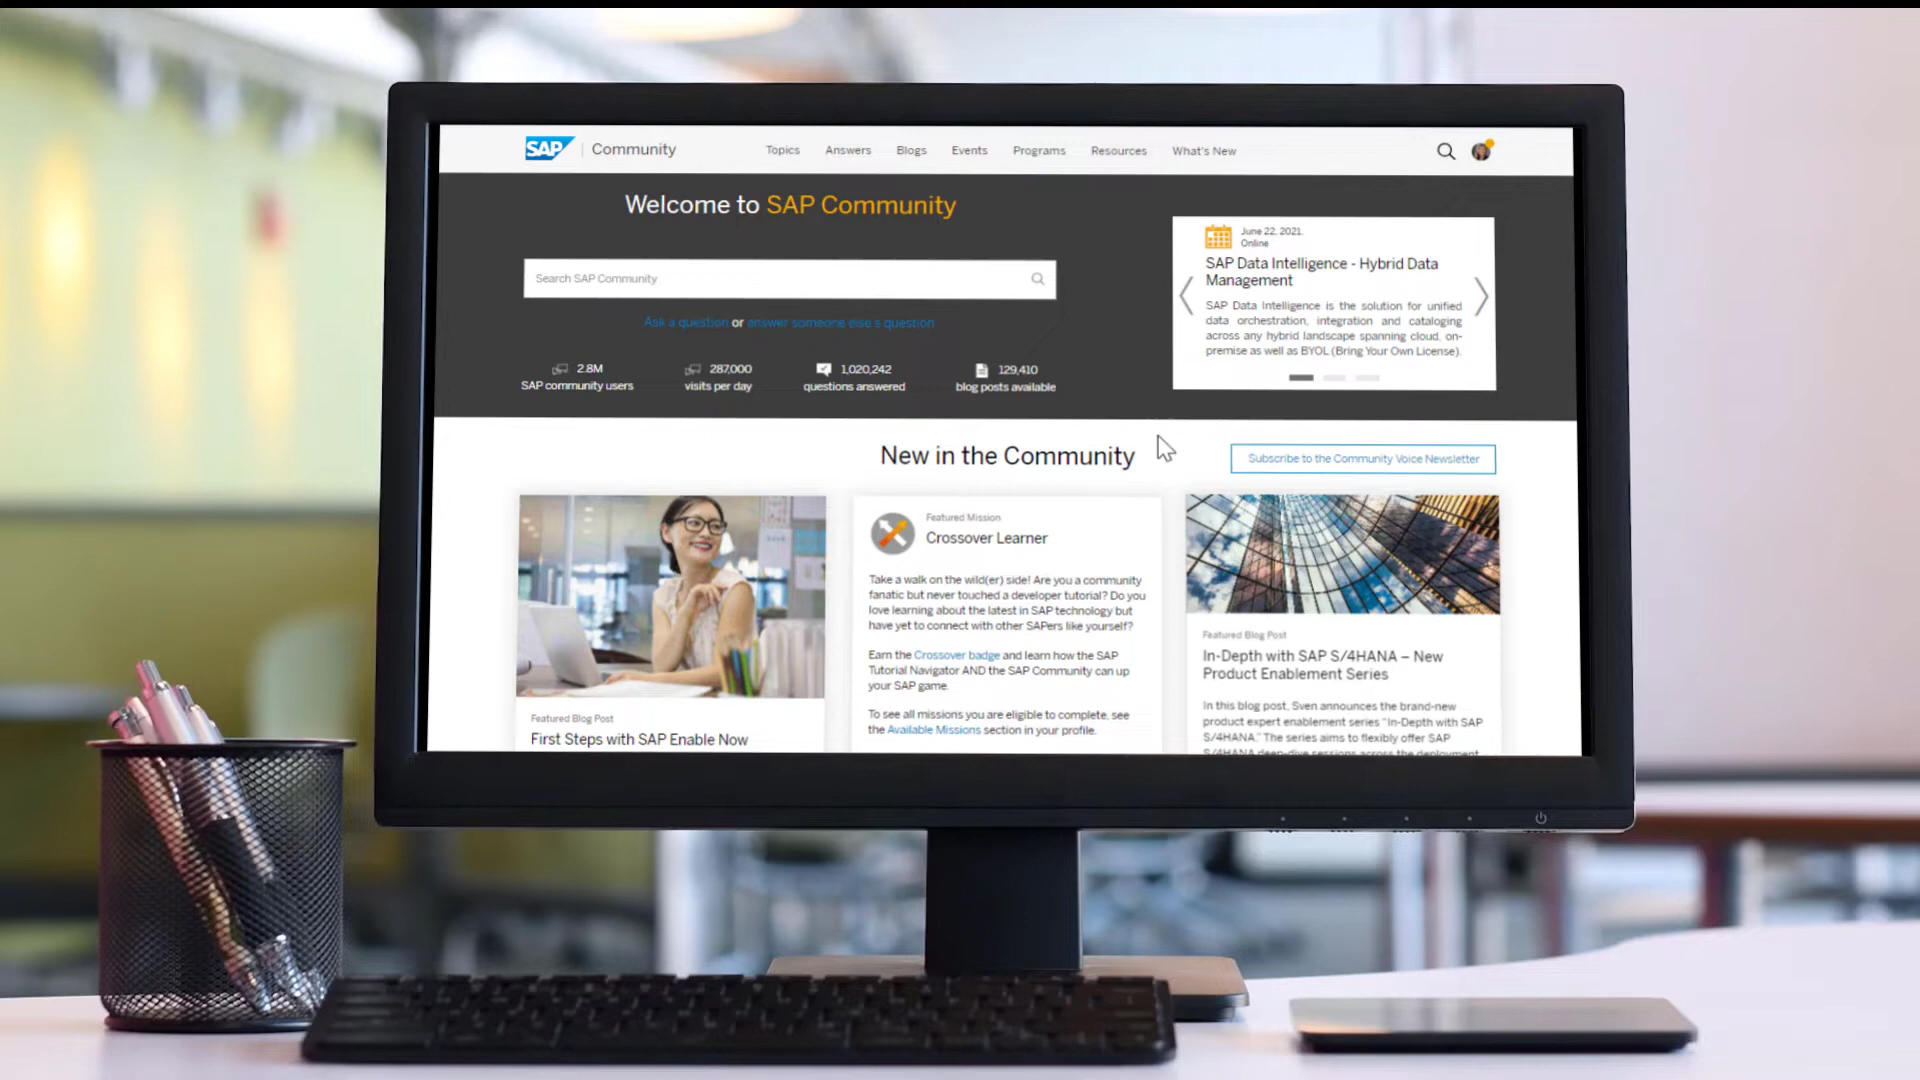 SAP Community
Topics Answers Blogs Events Programs Resources What's New
Welcome to SAP Community
Search SAP Community
Ask a question or answer someone else's question
2.8M
SAP community users
287,000
visits per day
1,020,242
questions answered
129,410
blog posts available
June 22, 2021.
Online
SAP Data Intelligence - Hybrid Data
Management
SAP Data Intelligence is the solution for unified
data orchestration, integration and cataloging
across any hybrid landscape spanning cloud, on-
premise as well as BYOL (Bring Your Own License).
New in the Community
Subscribe to the Community Voice Newsletter
Featured Blog Post
First Steps with SAP Enable Now
Featured Mission
Crossover Learner
Take a walk on the wild(er) side! Are you a community
fanatic but never touched a developer tutorial? Do you
love learning about the latest in SAP technology but
have yet to connect with other SAPers like yourself?
Earn the Crossover badge and learn how the SAP
Tutorial Navigator AND the SAP Community can up
your SAP game.
To see all missions you are eligible to complete, see
the Available Missions section in your profile.
Featured Blog Post
In-Depth with SAP S/4HANA – New
Product Enablement Series
In this blog post, Sven announces the brand-new
product expert enablement series "In-Depth with SAP
S/4HANA." The series aims to flexibly offer SAP
S/4HANA deep-dive sessions across the deployment